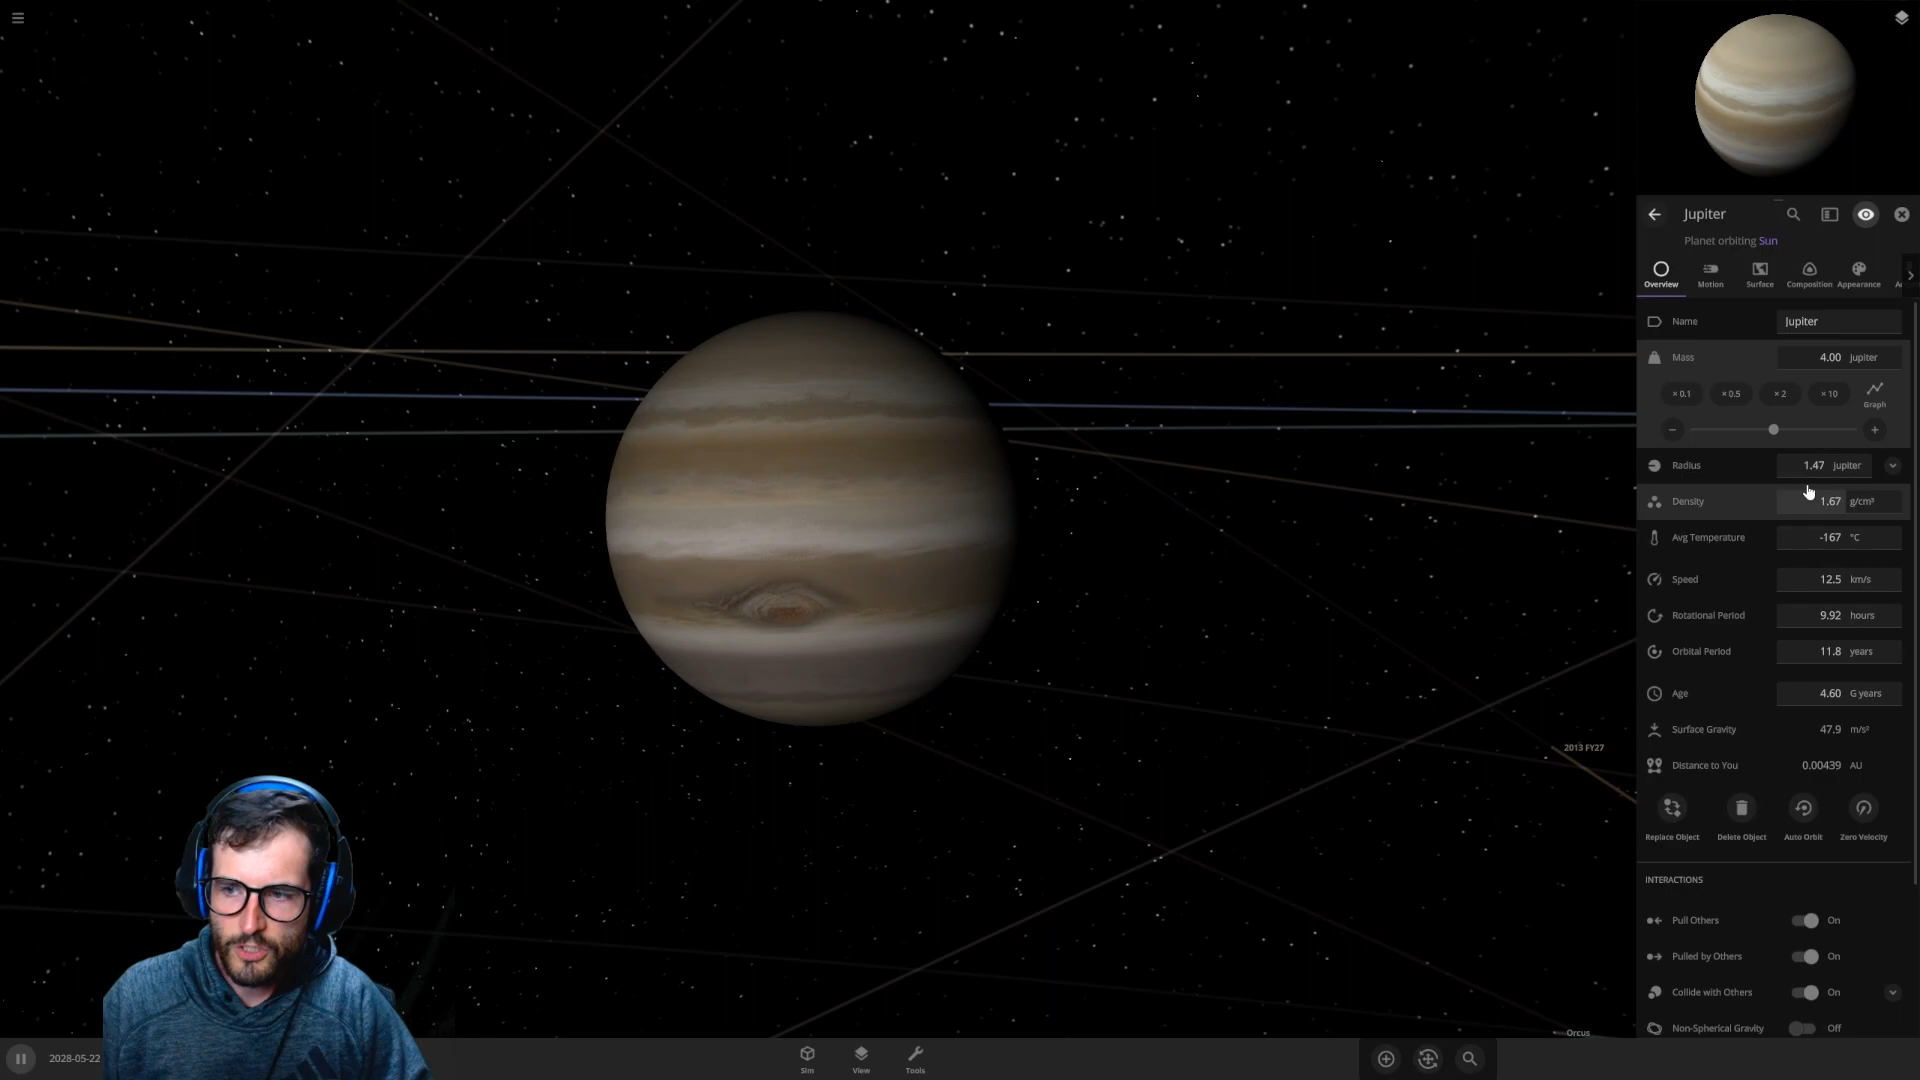 Jupiter
Planet orbiting Sun
Overview
Motion
Surface
Composition
Appearance
Name Jupiter
Mass 4.00 Jupiter
× 0.1 × 0.5 × 2 × 10 Graph
Radius 1.47 Jupiter
Density 1.67 g/cm³
Avg Temperature -167 °C
Speed 12.5 km/s
Rotational Period 9.92 hours
Orbital Period 11.8 years
Age 4.60 G years
Surface Gravity 47.9 m/s²
2013 FY27
Distance to You 0.00439 AU
Replace Object Delete Object Auto Orbit Zero Velocity
INTERACTIONS
Pull Others On
Pulled by Others On
Collide with Others On
Non-Spherical Gravity Off
Orcus
2028-05-22
Sim View Tools